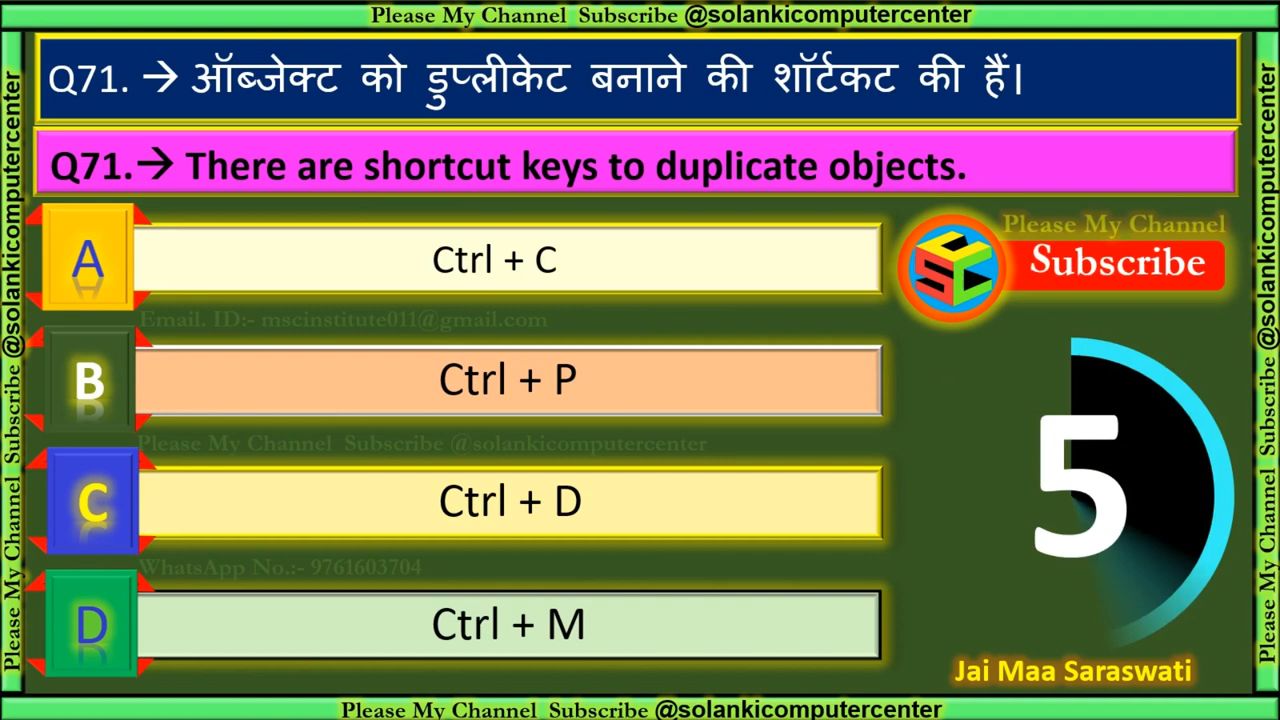 Please My Channel Subscribe @solankicomputercenter
Q71. → ऑब्जेक्ट को डुप्लीकेट बनाने की शॉर्टकट की हैं।
Q71.→ There are shortcut keys to duplicate objects.
A
Ctrl + C
Please My Channel
Subscribe
SC
Email. ID:- mscinstitute011@gmail.com
B
Ctrl + P
Please My Channel Subscribe @solankicomputercenter
C
Ctrl + D
5
WhatsApp No.:- 9761603704
D
Ctrl + M
Jai Maa Saraswati
Please My Channel Subscribe @solankicomputercenter
Please My Channel Subscribe @solankicomputercenter
Please My Channel Subscribe @solankicomputercenter